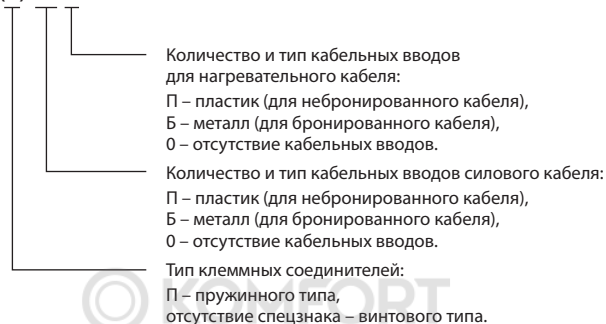 Количество и тип кабельных вводов
для нагревательного кабеля:
П – пластик (для небронированного кабеля),
Б – металл (для бронированного кабеля),
0 – отсутствие кабельных вводов.
Количество и тип кабельных вводов силового кабеля:
П – пластик (для небронированного кабеля),
Б – металл (для бронированного кабеля),
0 – отсутствие кабельных вводов.
Тип клеммных соединителей:
П – пружинного типа,
отсутствие спецзнака – винтового типа.
KOMFORT